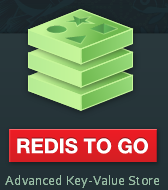 REDIS TO GO
Advanced Key-Value Store